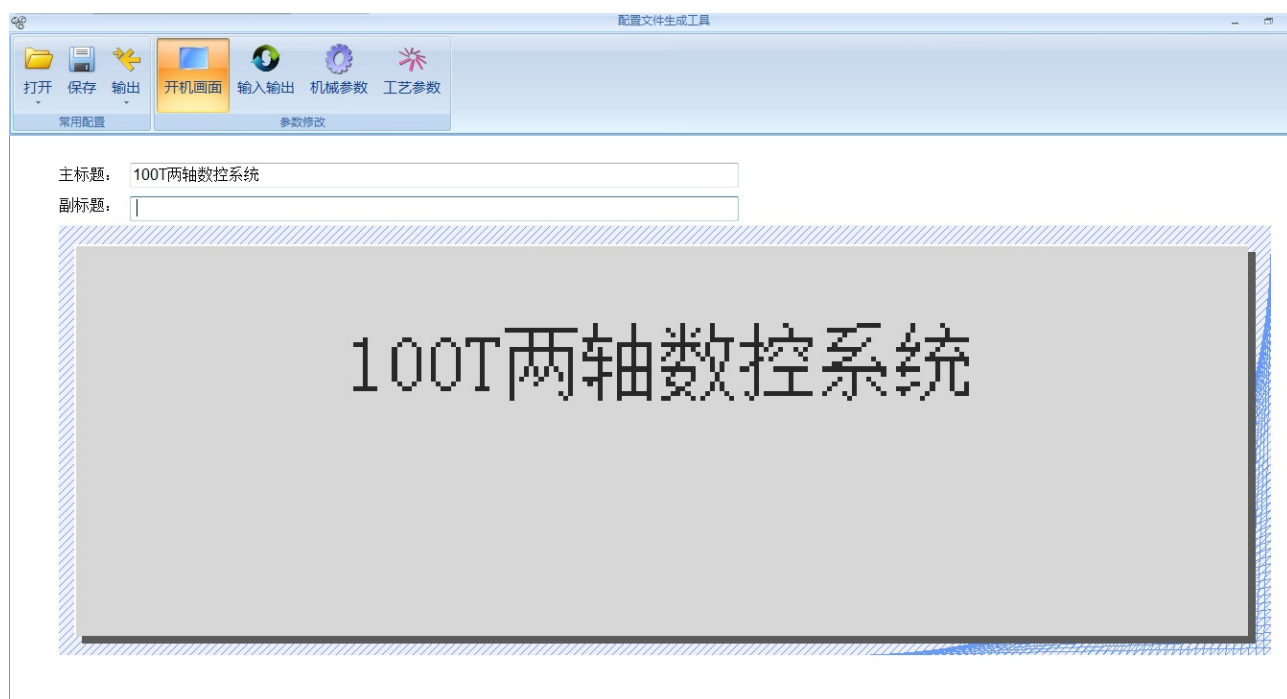 配置文件生成工具
打开 保存 输出 开机画面 输入输出 机械参数 工艺参数
常用配置 参数修改
主标题： 100T两轴数控系统
副标题：
100T两轴数控系统